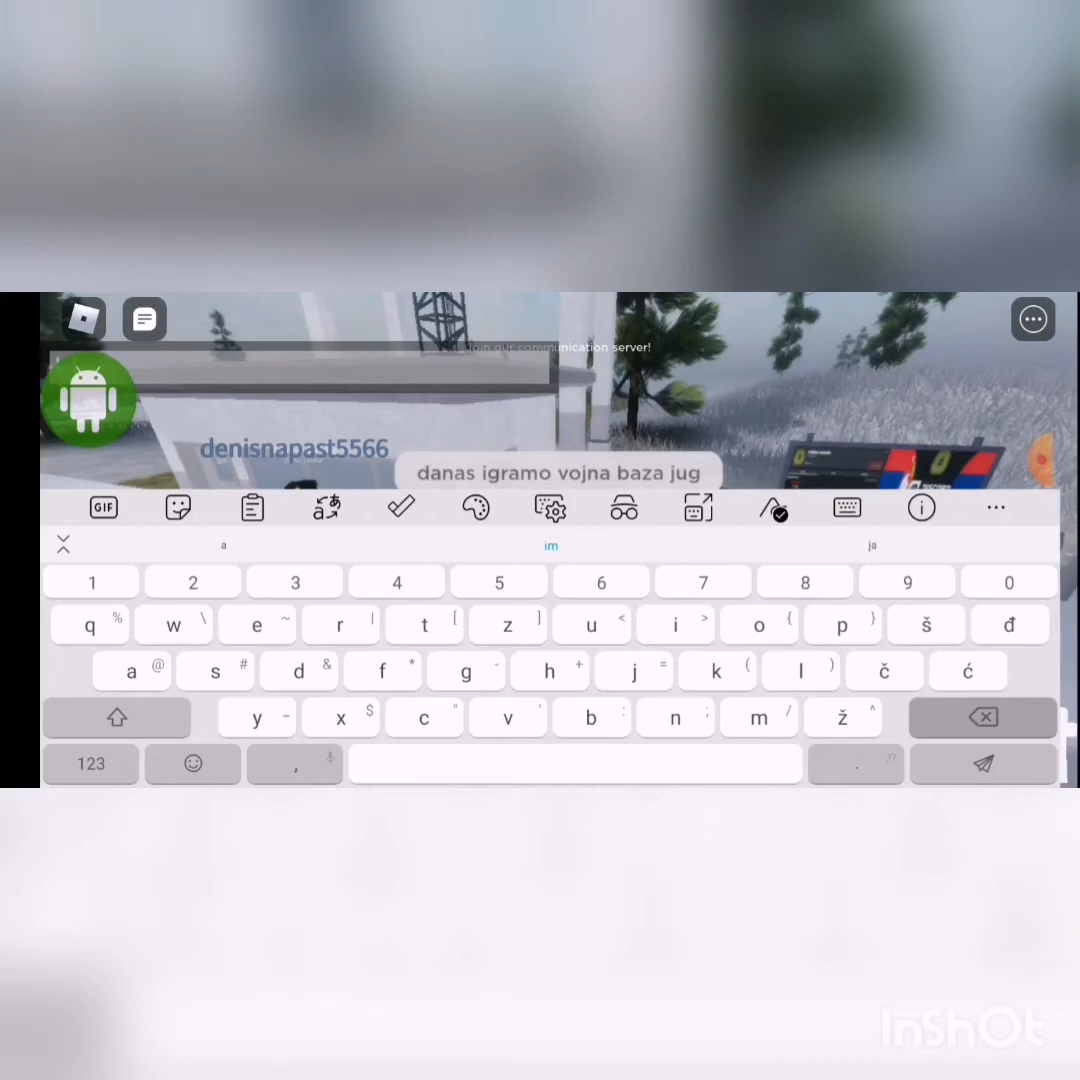 Join our communication server!
denisnapast5566
danas igramo vojna baza jug
GIF
a im ja
1 2 3 4 5 6 7 8 9 0
q % w \ e ~ r | t [ z ] u < i > o { p } š đ
a @ s # d & f * g - h + j = k ( l ) č ć
y _ x $ c " v ' b : n ; m / ž ^
123 , . ,!?
InShOt